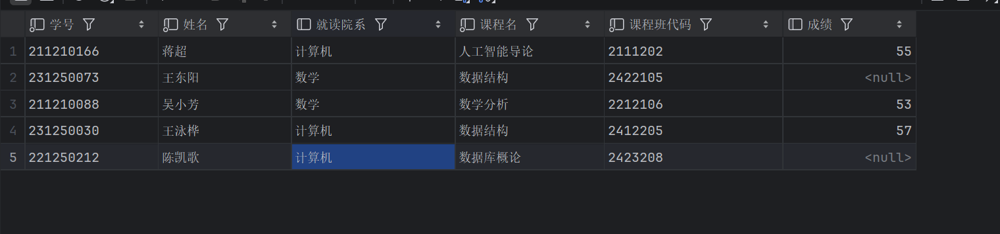 学号 姓名 就读院系 课程名 课程班代码 成绩
1 211210166 蒋超 计算机 人工智能导论 2111202 55
2 231250073 王东阳 数学 数据结构 2422105 <null>
3 211210088 吴小芳 数学 数学分析 2212106 53
4 231250030 王泳桦 计算机 数据结构 2412205 57
5 221250212 陈凯歌 计算机 数据库概论 2423208 <null>